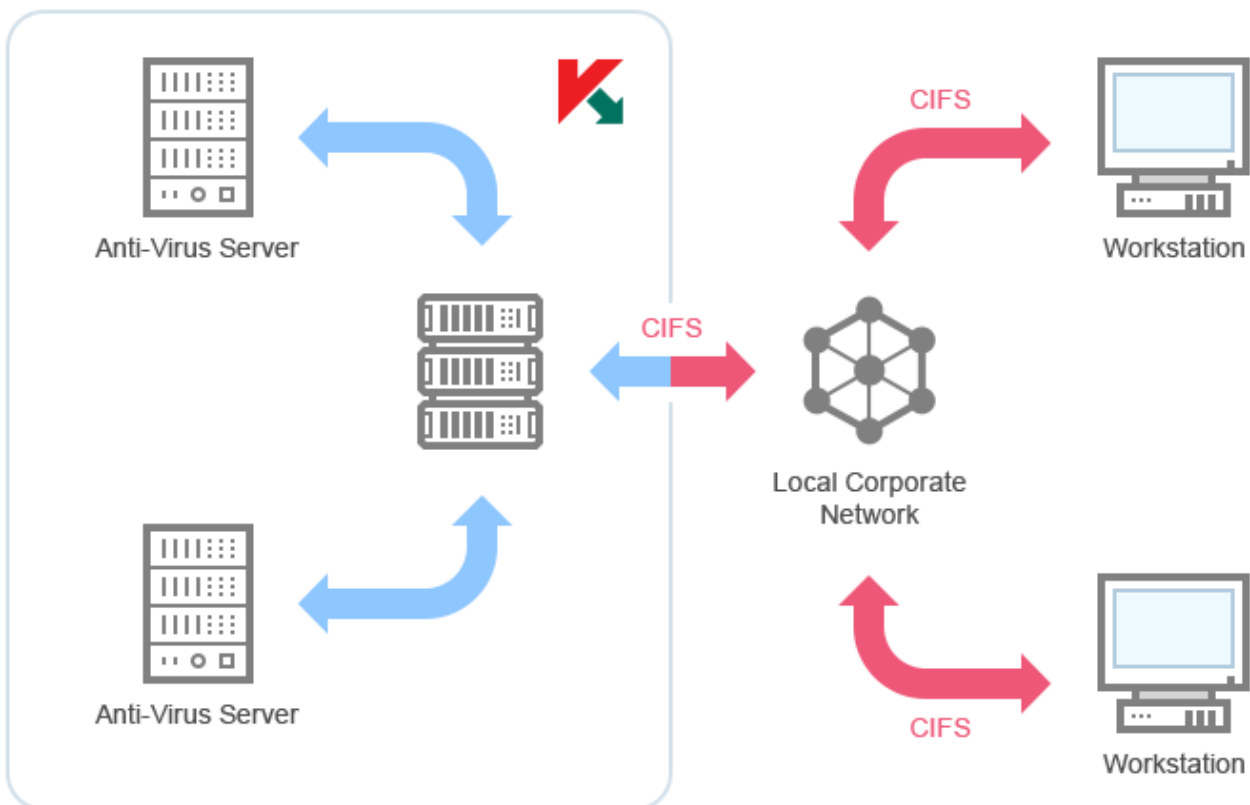 CIFS
Anti-Virus Server
Workstation
CIFS
Local Corporate
Network
Anti-Virus Server
CIFS
Workstation